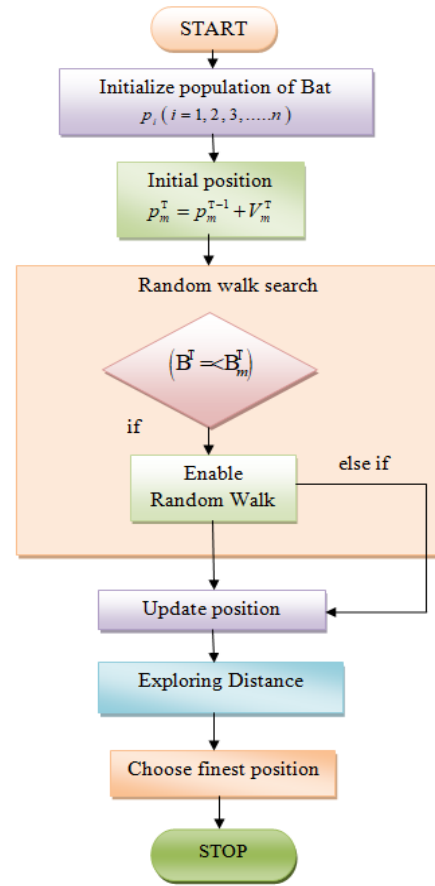 START
Initialize population of Bat
p_i (i = 1, 2, 3, .....n)
Initial position
p_m^T = p_m^{T-1} + V_m^T
Random walk search
(B^T =< B_m^T)
if
Enable
Random Walk
else if
Update position
Exploring Distance
Choose finest position
STOP